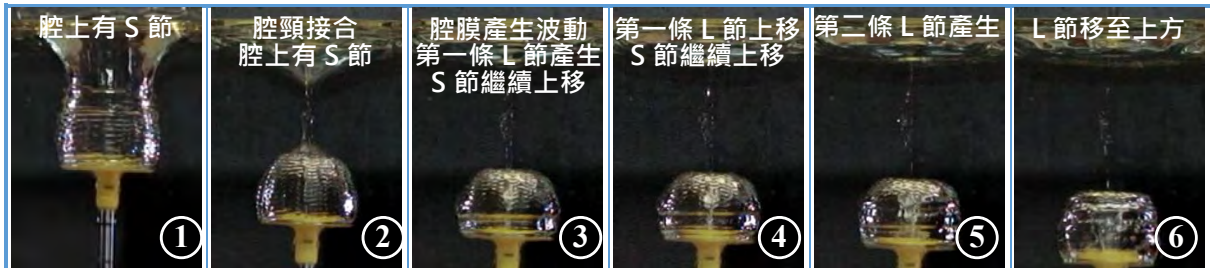 腔上有 S 節
①
腔頸接合
腔上有 S 節
②
腔膜產生波動
第一條 L 節產生
S 節繼續上移
③
第一條 L 節上移
S 節繼續上移
④
第二條 L 節產生
⑤
L 節移至上方
⑥